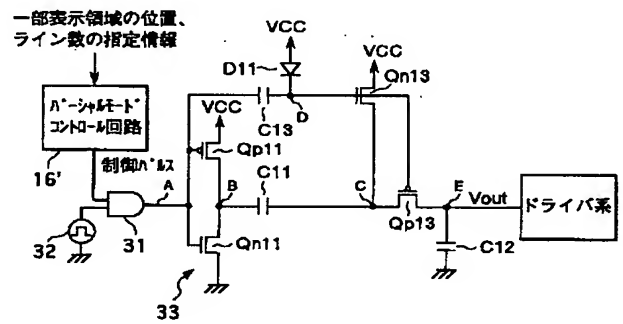 一部表示領域の位置、
ライン数の指定情報
パーシャルモード
コントロール回路
16'
制御パルス
A
31
32
33
VCC
D11
D
C13
VCC
Qp11
B
C11
Qn11
VCC
Qn13
C
Qp13
E
Vout
C12
ドライバ系